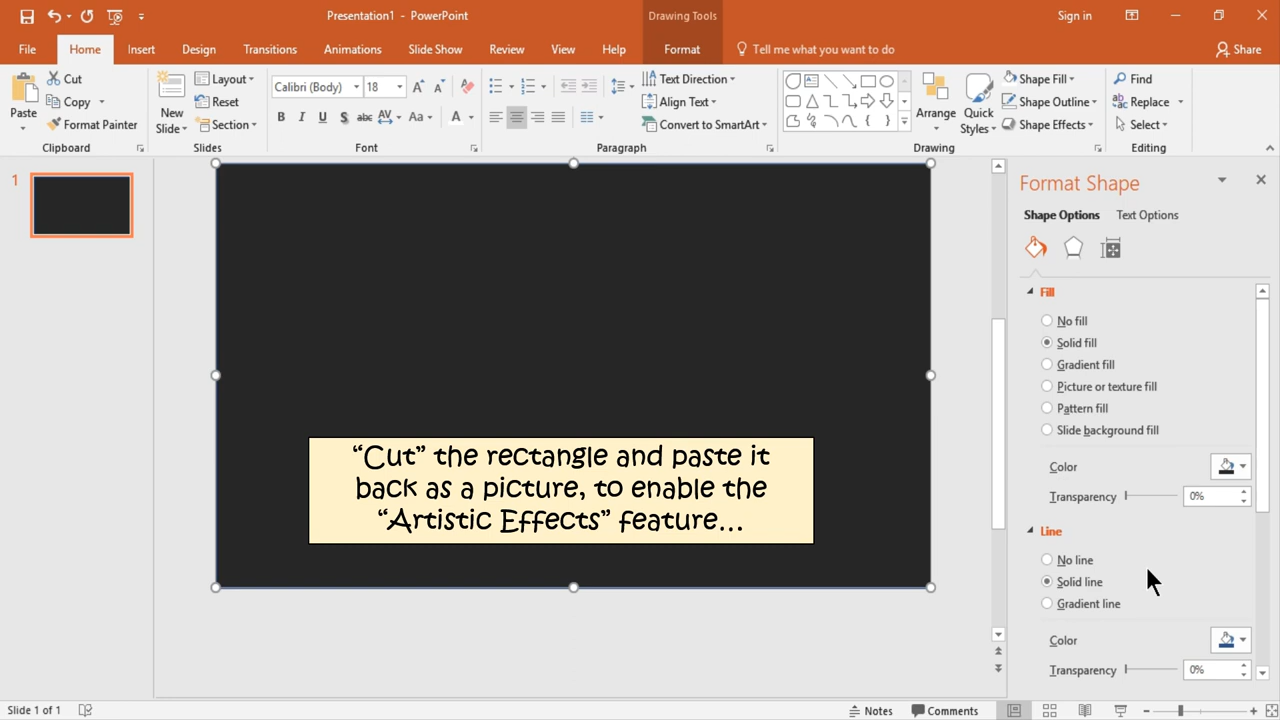 Presentation1 - PowerPoint
Drawing Tools
Sign in
File Home Insert Design Transitions Animations Slide Show Review View Help Format Tell me what you want to do Share
Paste
Cut
Copy
Format Painter
Clipboard
New Slide
Layout
Reset
Section
Slides
Calibri (Body) 18
B I U S abc AV Aa A
Font
Text Direction
Align Text
Convert to SmartArt
Paragraph
Arrange
Quick Styles
Shape Fill
Shape Outline
Shape Effects
Drawing
Find
Replace
Select
Editing
1
“Cut” the rectangle and paste it
back as a picture, to enable the
“Artistic Effects” feature...
Format Shape
Shape Options Text Options
Fill
No fill
Solid fill
Gradient fill
Picture or texture fill
Pattern fill
Slide background fill
Color
Transparency 0%
Line
No line
Solid line
Gradient line
Color
Transparency 0%
Slide 1 of 1
Notes Comments